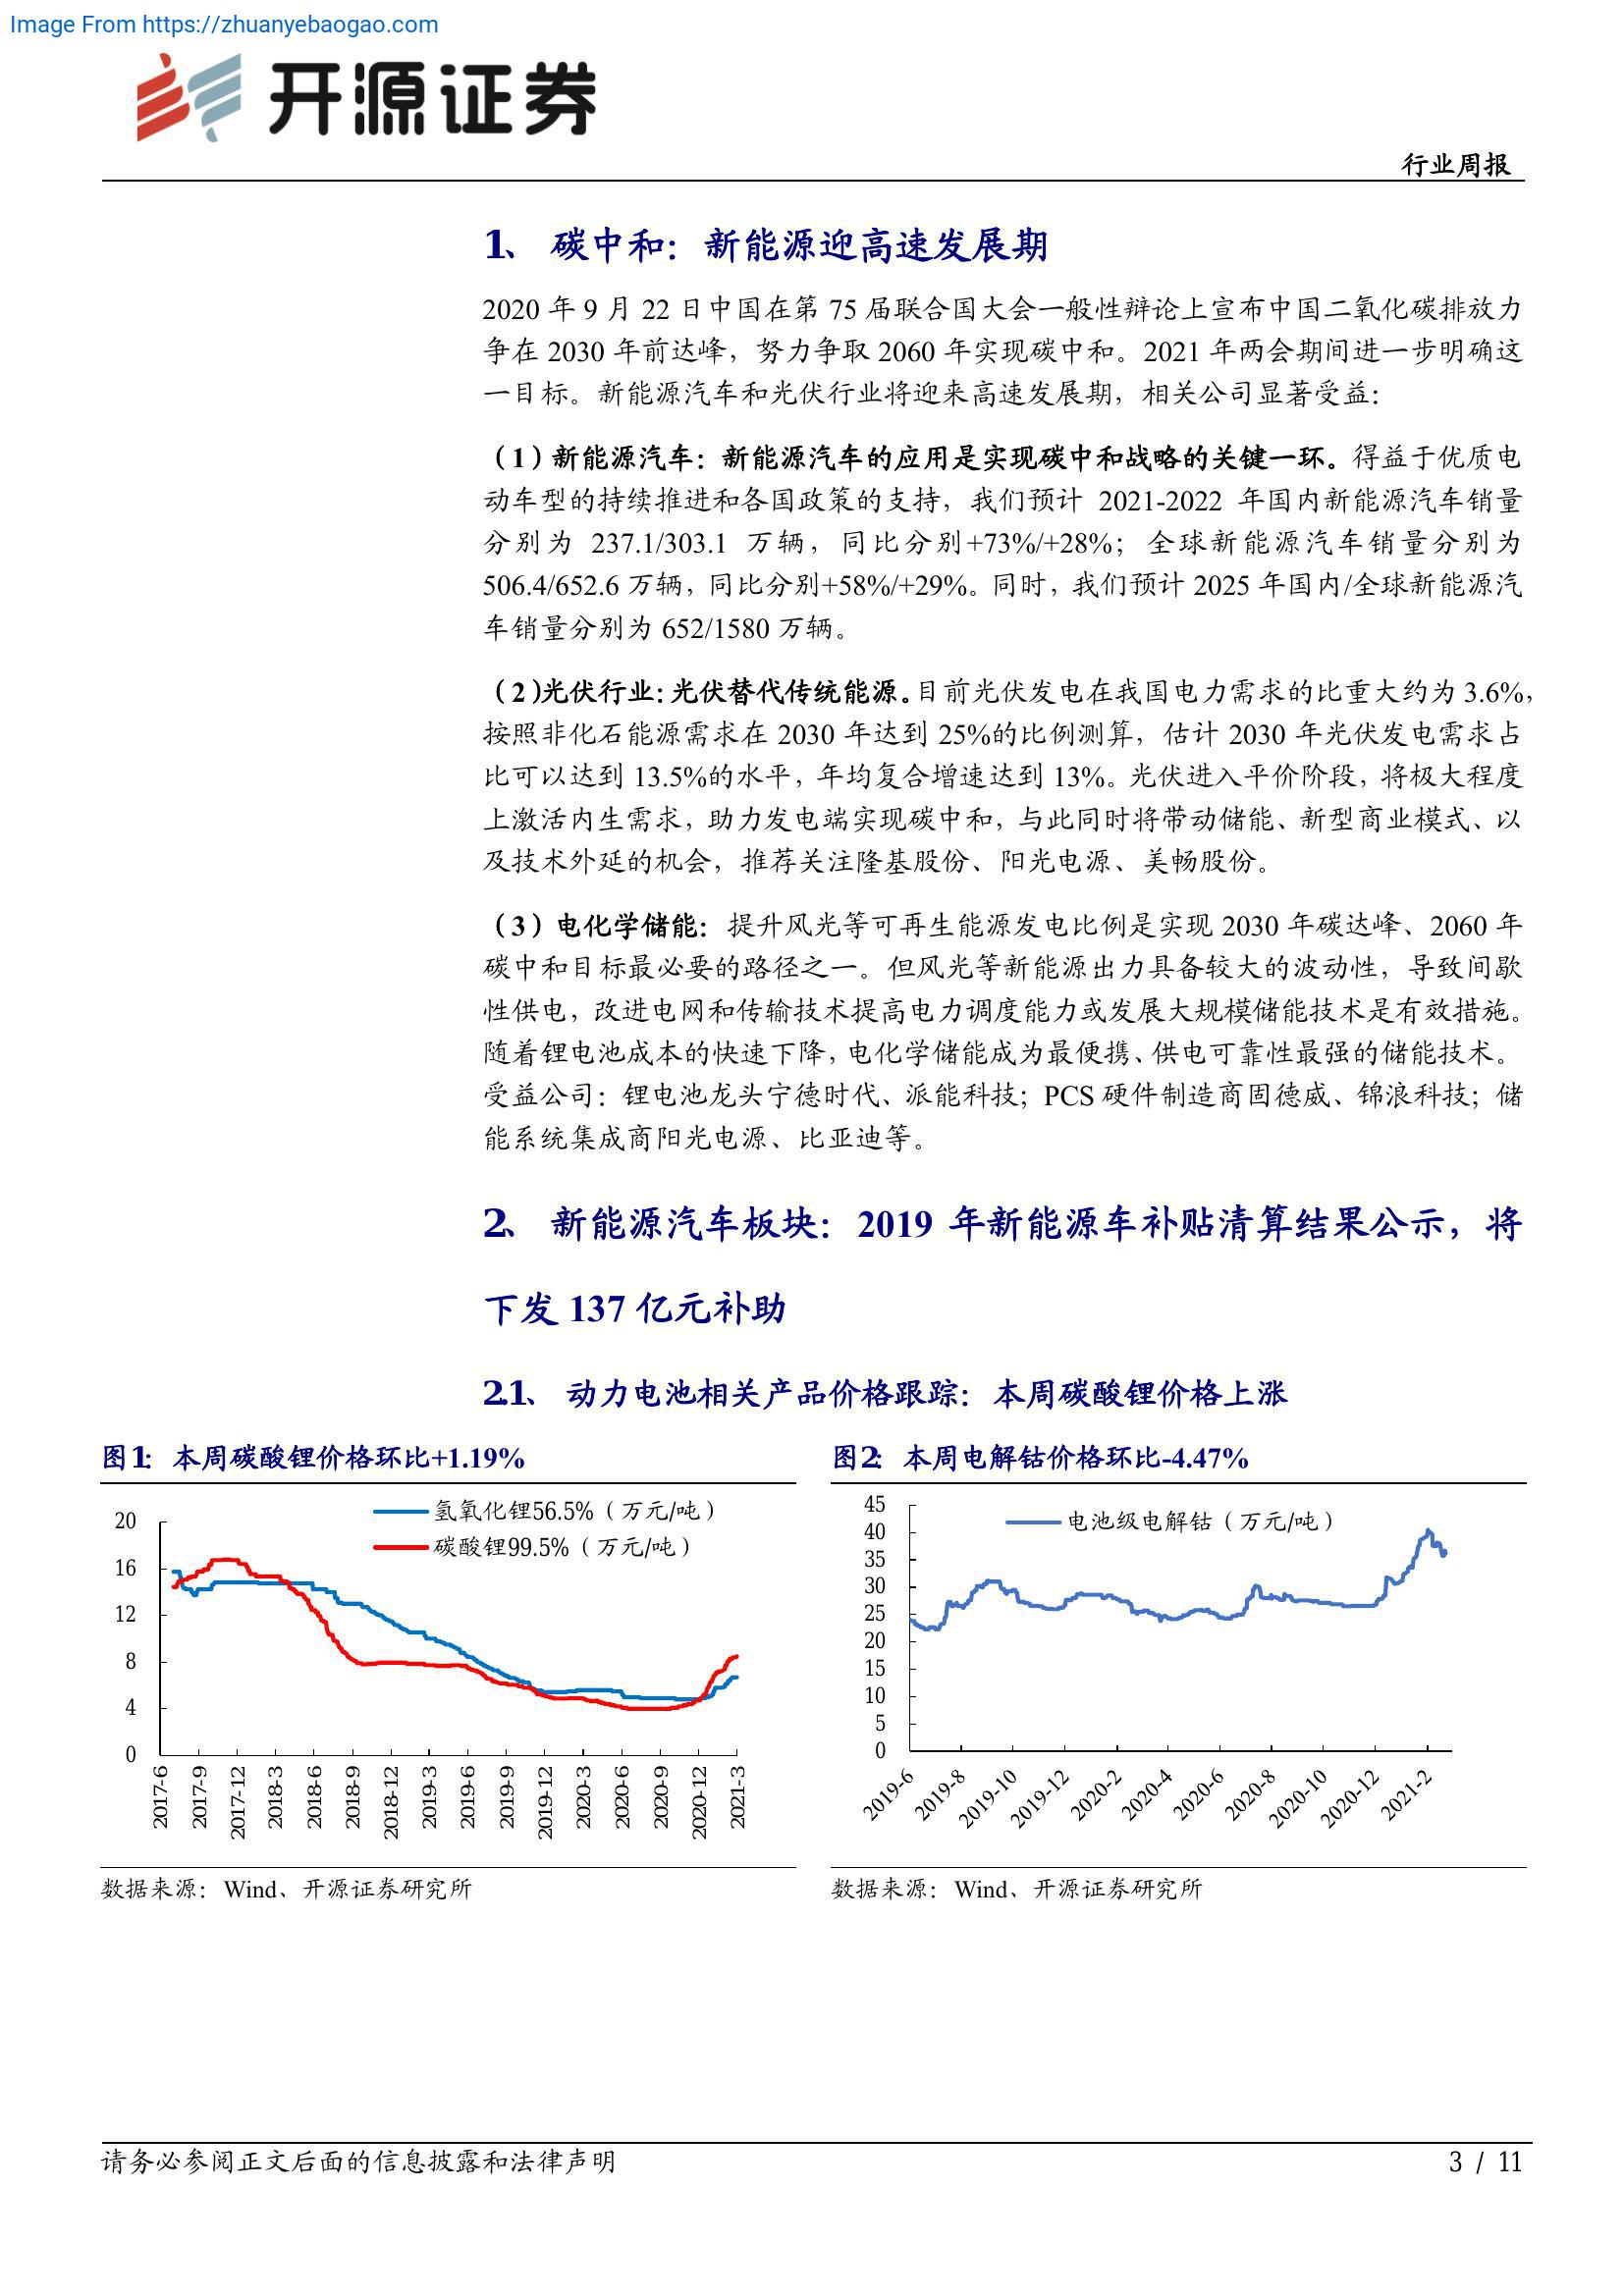 Image From https://zhuanyebaogao.com
开源证券
行业周报
1、 碳中和：新能源迎高速发展期
2020 年 9 月 22 日中国在第 75 届联合国大会一般性辩论上宣布中国二氧化碳排放力
争在 2030 年前达峰，努力争取 2060 年实现碳中和。2021 年两会期间进一步明确这
一目标。新能源汽车和光伏行业将迎来高速发展期，相关公司显著受益：
（1）新能源汽车：新能源汽车的应用是实现碳中和战略的关键一环。得益于优质电
动车型的持续推进和各国政策的支持，我们预计 2021-2022 年国内新能源汽车销量
分别为 237.1/303.1 万辆，同比分别+73%/+28%；全球新能源汽车销量分别为
506.4/652.6 万辆，同比分别+58%/+29%。同时，我们预计 2025 年国内/全球新能源汽
车销量分别为 652/1580 万辆。
（2）光伏行业：光伏替代传统能源。目前光伏发电在我国电力需求的比重大约为 3.6%，
按照非化石能源需求在 2030 年达到 25%的比例测算，估计 2030 年光伏发电需求占
比可以达到 13.5%的水平，年均复合增速达到 13%。光伏进入平价阶段，将极大程度
上激活内生需求，助力发电端实现碳中和，与此同时将带动储能、新型商业模式、以
及技术外延的机会，推荐关注隆基股份、阳光电源、美畅股份。
（3）电化学储能：提升风光等可再生能源发电比例是实现 2030 年碳达峰、2060 年
碳中和目标最必要的路径之一。但风光等新能源出力具备较大的波动性，导致间歇
性供电，改进电网和传输技术提高电力调度能力或发展大规模储能技术是有效措施。
随着锂电池成本的快速下降，电化学储能成为最便携、供电可靠性最强的储能技术。
受益公司：锂电池龙头宁德时代、派能科技；PCS 硬件制造商固德威、锦浪科技；储
能系统集成商阳光电源、比亚迪等。
2、 新能源汽车板块：2019 年新能源车补贴清算结果公示，将
下发 137 亿元补助
2.1、 动力电池相关产品价格跟踪：本周碳酸锂价格上涨
图1：本周碳酸锂价格环比+1.19%
氢氧化锂56.5%（万元/吨）
碳酸锂99.5%（万元/吨）
20
16
12
8
4
0
2017-6
2017-9
2017-12
2018-3
2018-6
2018-9
2018-12
2019-3
2019-6
2019-9
2019-12
2020-3
2020-6
2020-9
2020-12
2021-3
数据来源：Wind、开源证券研究所
图2：本周电解钴价格环比-4.47%
电池级电解钴（万元/吨）
45
40
35
30
25
20
15
10
5
0
2019-6
2019-8
2019-10
2019-12
2020-2
2020-4
2020-6
2020-8
2020-10
2020-12
2021-2
数据来源：Wind、开源证券研究所
请务必参阅正文后面的信息披露和法律声明
3 / 11